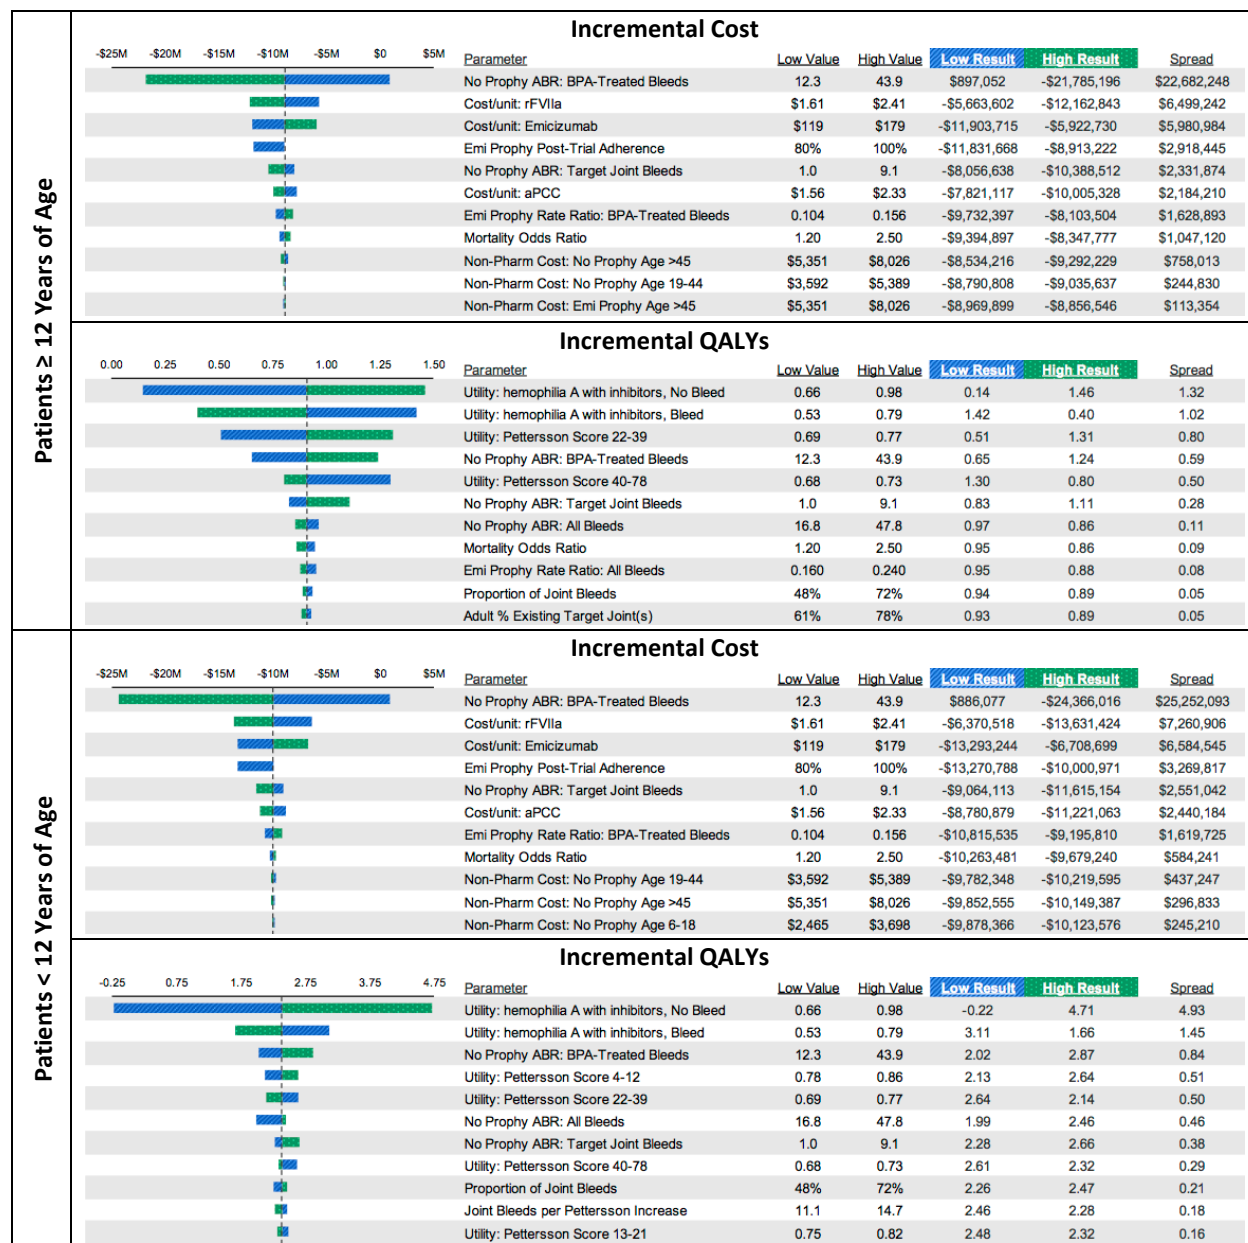 Patients ≥ 12 Years of Age
Incremental Cost
-$25M -$20M -$15M -$10M -$5M $0 $5M Parameter Low Value High Value Low Result High Result Spread
No Prophy ABR: BPA-Treated Bleeds 12.3 43.9 $897,052 -$21,785,196 $22,682,248
Cost/unit: rFVIIa $1.61 $2.41 -$5,663,602 -$12,162,843 $6,499,242
Cost/unit: Emicizumab $119 $179 -$11,903,715 -$5,922,730 $5,980,984
Emi Prophy Post-Trial Adherence 80% 100% -$11,831,668 -$8,913,222 $2,918,445
No Prophy ABR: Target Joint Bleeds 1.0 9.1 -$8,056,638 -$10,388,512 $2,331,874
Cost/unit: aPCC $1.56 $2.33 -$7,821,117 -$10,005,328 $2,184,210
Emi Prophy Rate Ratio: BPA-Treated Bleeds 0.104 0.156 -$9,732,397 -$8,103,504 $1,628,893
Mortality Odds Ratio 1.20 2.50 -$9,394,897 -$8,347,777 $1,047,120
Non-Pharm Cost: No Prophy Age >45 $5,351 $8,026 -$8,534,216 -$9,292,229 $758,013
Non-Pharm Cost: No Prophy Age 19-44 $3,592 $5,389 -$8,790,808 -$9,035,637 $244,830
Non-Pharm Cost: Emi Prophy Age >45 $5,351 $8,026 -$8,969,899 -$8,856,546 $113,354
Incremental QALYs
0.00 0.25 0.50 0.75 1.00 1.25 1.50 Parameter Low Value High Value Low Result High Result Spread
Utility: hemophilia A with inhibitors, No Bleed 0.66 0.98 0.14 1.46 1.32
Utility: hemophilia A with inhibitors, Bleed 0.53 0.79 1.42 0.40 1.02
Utility: Pettersson Score 22-39 0.69 0.77 0.51 1.31 0.80
No Prophy ABR: BPA-Treated Bleeds 12.3 43.9 0.65 1.24 0.59
Utility: Pettersson Score 40-78 0.68 0.73 1.30 0.80 0.50
No Prophy ABR: Target Joint Bleeds 1.0 9.1 0.83 1.11 0.28
No Prophy ABR: All Bleeds 16.8 47.8 0.97 0.86 0.11
Mortality Odds Ratio 1.20 2.50 0.95 0.86 0.09
Emi Prophy Rate Ratio: All Bleeds 0.160 0.240 0.95 0.88 0.08
Proportion of Joint Bleeds 48% 72% 0.94 0.89 0.05
Adult % Existing Target Joint(s) 61% 78% 0.93 0.89 0.05
Patients < 12 Years of Age
Incremental Cost
-$25M -$20M -$15M -$10M -$5M $0 $5M Parameter Low Value High Value Low Result High Result Spread
No Prophy ABR: BPA-Treated Bleeds 12.3 43.9 $886,077 -$24,366,016 $25,252,093
Cost/unit: rFVIIa $1.61 $2.41 -$6,370,518 -$13,631,424 $7,260,906
Cost/unit: Emicizumab $119 $179 -$13,293,244 -$6,708,699 $6,584,545
Emi Prophy Post-Trial Adherence 80% 100% -$13,270,788 -$10,000,971 $3,269,817
No Prophy ABR: Target Joint Bleeds 1.0 9.1 -$9,064,113 -$11,615,154 $2,551,042
Cost/unit: aPCC $1.56 $2.33 -$8,780,879 -$11,221,063 $2,440,184
Emi Prophy Rate Ratio: BPA-Treated Bleeds 0.104 0.156 -$10,815,535 -$9,195,810 $1,619,725
Mortality Odds Ratio 1.20 2.50 -$10,263,481 -$9,679,240 $584,241
Non-Pharm Cost: No Prophy Age 19-44 $3,592 $5,389 -$9,782,348 -$10,219,595 $437,247
Non-Pharm Cost: No Prophy Age >45 $5,351 $8,026 -$9,852,555 -$10,149,387 $296,833
Non-Pharm Cost: No Prophy Age 6-18 $2,465 $3,698 -$9,878,366 -$10,123,576 $245,210
Incremental QALYs
-0.25 0.75 1.75 2.75 3.75 4.75 Parameter Low Value High Value Low Result High Result Spread
Utility: hemophilia A with inhibitors, No Bleed 0.66 0.98 -0.22 4.71 4.93
Utility: hemophilia A with inhibitors, Bleed 0.53 0.79 3.11 1.66 1.45
No Prophy ABR: BPA-Treated Bleeds 12.3 43.9 2.02 2.87 0.84
Utility: Pettersson Score 4-12 0.78 0.86 2.13 2.64 0.51
Utility: Pettersson Score 22-39 0.69 0.77 2.64 2.14 0.50
No Prophy ABR: All Bleeds 16.8 47.8 1.99 2.46 0.46
No Prophy ABR: Target Joint Bleeds 1.0 9.1 2.28 2.66 0.38
Utility: Pettersson Score 40-78 0.68 0.73 2.61 2.32 0.29
Proportion of Joint Bleeds 48% 72% 2.26 2.47 0.21
Joint Bleeds per Pettersson Increase 11.1 14.7 2.46 2.28 0.18
Utility: Pettersson Score 13-21 0.75 0.82 2.48 2.32 0.16